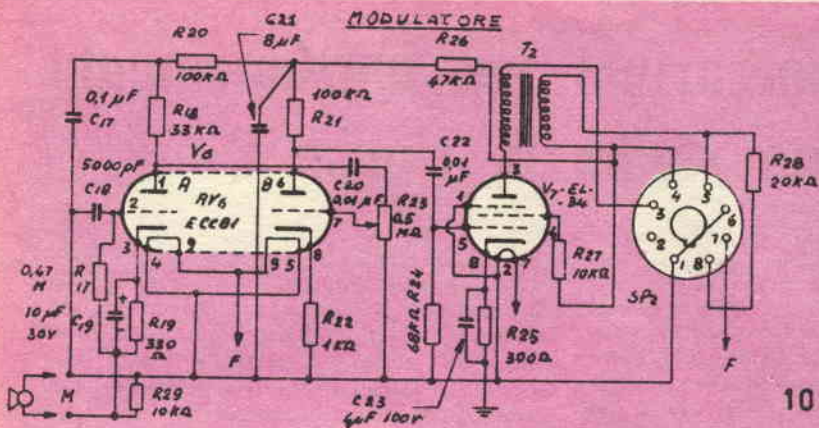 MODULATORE
R20
100KΩ
C21
8μF
R26
47KΩ
T2
0,1 μF
C17
R18
33KΩ
100KΩ
R21
C22
0,01
μF
R28
20KΩ
V6
5000pF
C18
1
A
B
6
2
RV6
ECC81
7
3
4
9
9
5
8
C20
0,01μF
R23
0,5
MΩ
3
V7-EL-
84
1
5
8
2
7
R27
10KΩ
4
5
3
6
2
7
1
8
SP2
0,47
M
R
17
10μF
30V
C19
R19
330
Ω
F
R22
1KΩ
68KΩ R24
R25
300Ω
F
M
R29
10KΩ
C23
4μF 100V
10